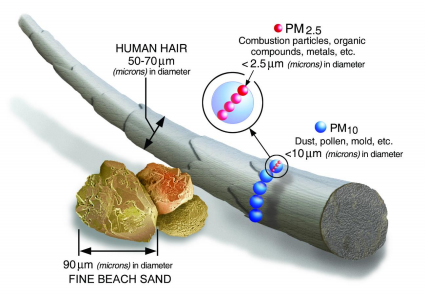 HUMAN HAIR
50-70μm
(microns) in diameter
PM2.5
Combustion particles, organic
compounds, metals, etc.
< 2.5μm (microns) in diameter
PM10
Dust, pollen, mold, etc.
<10μm (microns) in diameter
90μm (microns) in diameter
FINE BEACH SAND